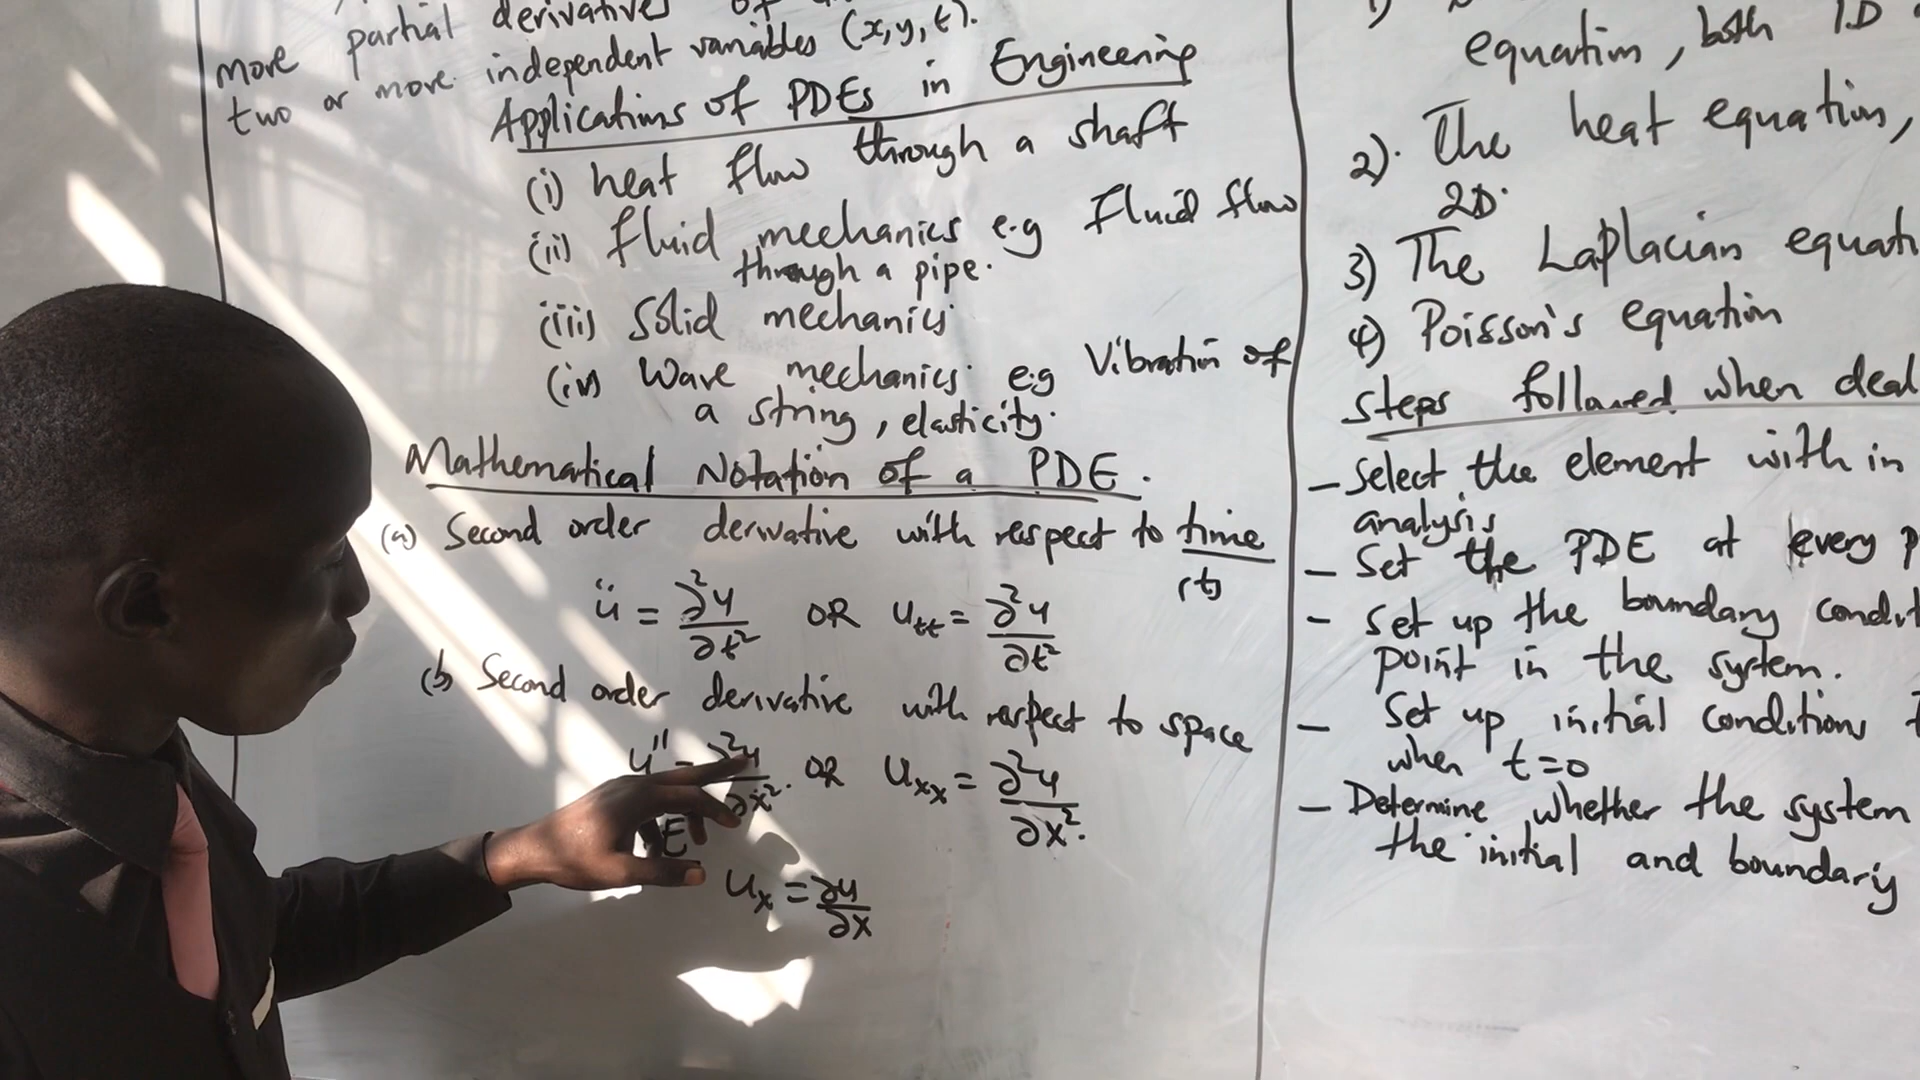 more partial derivatives of
two or more independent variables (x,y,t).
Applications of PDEs in Engineering
(i) heat flow through a shaft
(ii) fluid mechanics e.g Fluid flow
through a pipe.
(iii) Solid mechanics
(iv) Wave mechanics e.g Vibration of
a string, elasticity.
Mathematical Notation of a PDE.
(a) Second order derivative with respect to time
(t)
ü = ∂²u/∂t² OR u_tt = ∂²u/∂t²
(b) Second order derivative with respect to space
u'' = ∂²u/∂x². OR u_xx = ∂²u/∂x².
E
u_x = ∂u/∂x
1)
equation, both 1D
2). The heat equation,
2D.
3) The Laplacian equati
4) Poisson's equation
Steps followed when deal
- Select the element with in
analysis
- Set the PDE at every p
- Set up the boundary condit
point in the system.
- Set up initial conditions
when t=0
- Determine whether the system
the initial and boundary